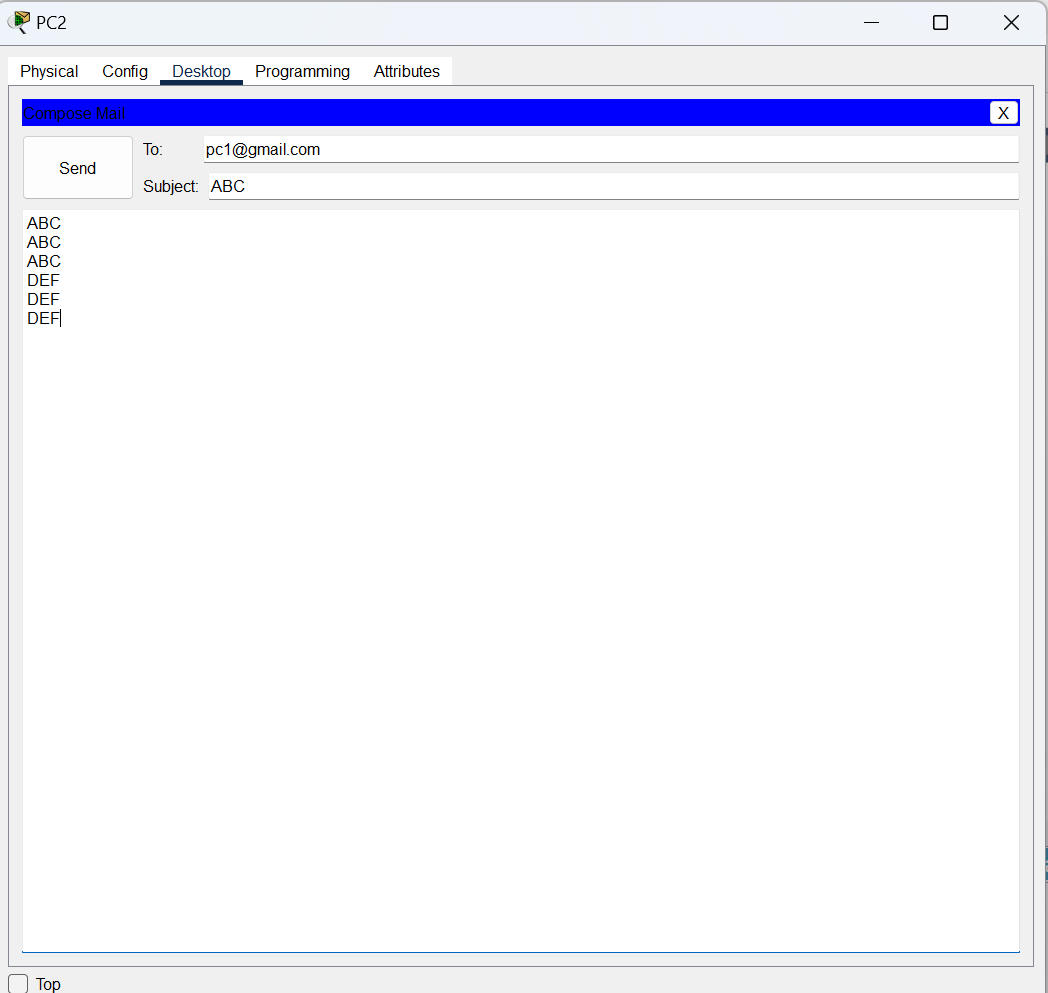 PC2
Physical Config Desktop Programming Attributes
Compose Mail
X
Send
To: pc1@gmail.com
Subject: ABC
ABC
ABC
ABC
DEF
DEF
DEF
Top